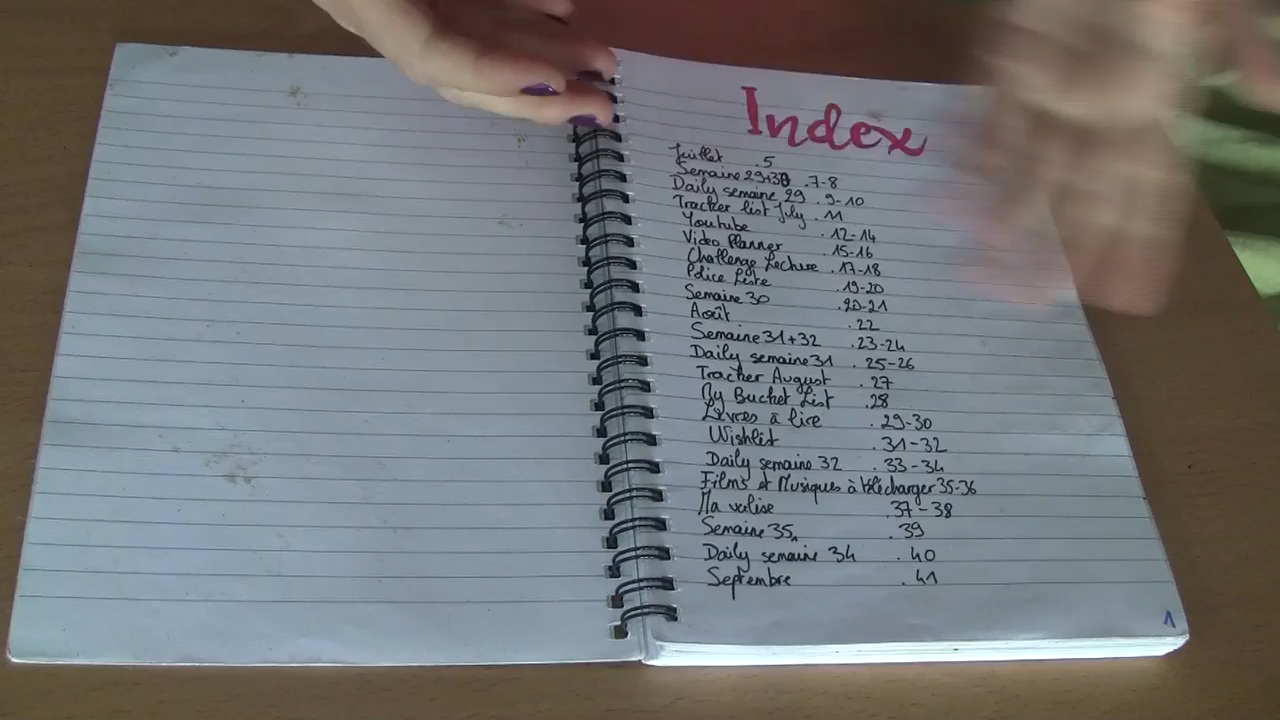 Index
Juillet .5
Semaine 29+30 .7-8
Daily semaine 29 .9-10
Tracker list July .11
Youtube .12-14
Video Planner .15-16
Challenge Lecture .17-18
Police Liste .19-20
Semaine 30 .20-21
Août .22
Semaine 31+32 .23-24
Daily semaine 31 .25-26
Tracker August .27
My Bucket List .28
Livres à lire .29-30
Wishlist .31-32
Daily semaine 32 .33-34
Films et Musiques à télécharger 35-36
Ma valise .37-38
Semaine 35 .39
Daily semaine 34 .40
Septembre .41
1